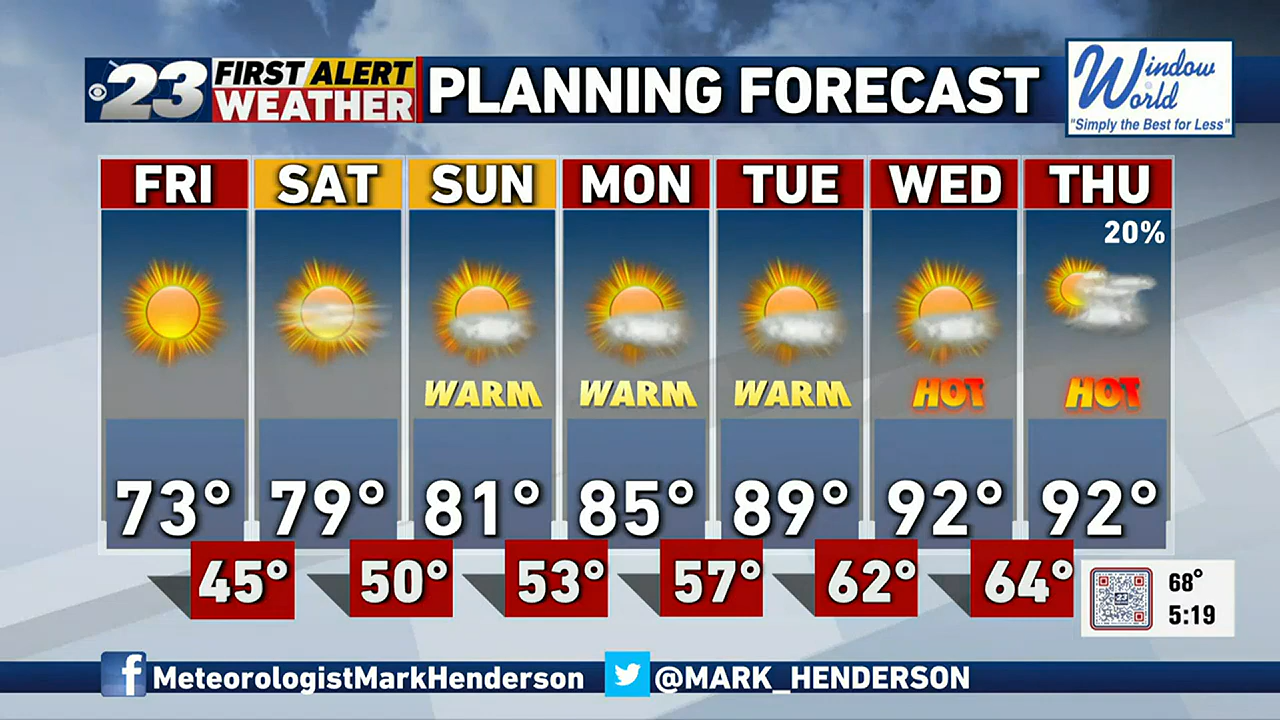 23 FIRST ALERT
WEATHER
PLANNING FORECAST
Window
World
"Simply the Best for Less"
FRI SAT SUN MON TUE WED THU
20%
WARM WARM WARM HOT HOT
73° 79° 81° 85° 89° 92° 92°
45° 50° 53° 57° 62° 64°
23
68°
5:19
f MeteorologistMarkHenderson @MARK_HENDERSON